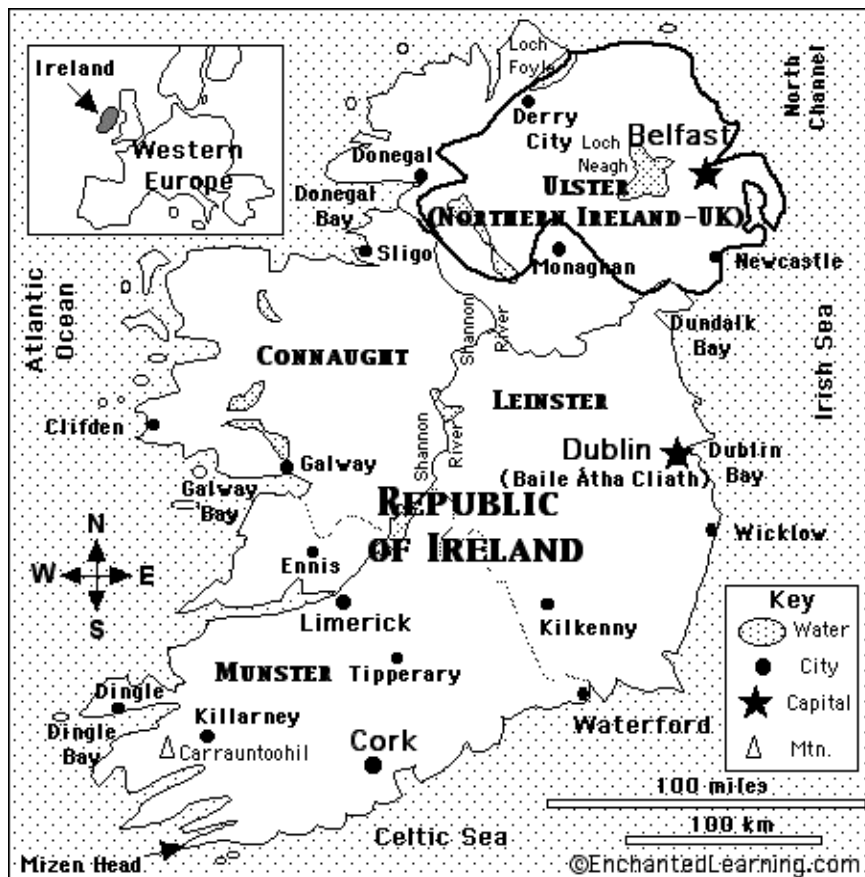 Ireland
Western
Europe
Loch
Foyle
North
Channel
Derry
City
Belfast
Loch
Neagh
Donegal
Donegal
Bay
ULSTER
(NORTHERN IRELAND-UK)
Sligo
Monaghan
Newcastle
Atlantic
Ocean
Shannon
River
Dundalk
Bay
Irish Sea
CONNAUGHT
LEINSTER
Clifden
Shannon
River
Galway
Galway
Bay
Dublin
(Baile Átha Cliath)
Dublin
Bay
REPUBLIC
OF IRELAND
Wicklow
N
W
E
S
Ennis
Limerick
Kilkenny
MUNSTER
Tipperary
Dingle
Dingle
Bay
Killarney
Carrauntoohil
Cork
Waterford
Key
Water
City
Capital
Mtn.
100 miles
100 km
Celtic Sea
Mizen Head
©EnchantedLearning.com